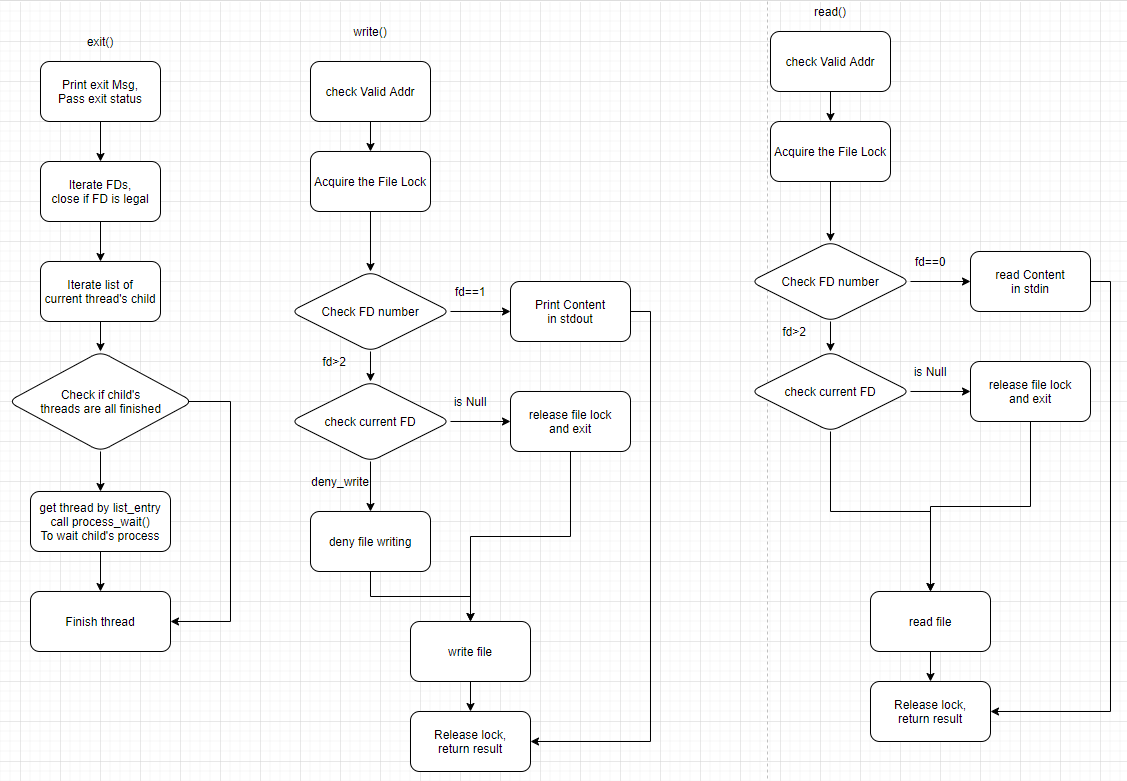 exit()
Print exit Msg,
Pass exit status
Iterate FDs,
close if FD is legal
Iterate list of
current thread's child
Check if child's
threads are all finished
get thread by list_entry
call process_wait()
To wait child's process
Finish thread
write()
check Valid Addr
Acquire the File Lock
Check FD number
fd==1
Print Content
in stdout
fd>2
check current FD
is Null
release file lock
and exit
deny_write
deny file writing
write file
Release lock,
return result
read()
check Valid Addr
Acquire the File Lock
Check FD number
fd==0
read Content
in stdin
fd>2
check current FD
is Null
release file lock
and exit
read file
Release lock,
return result